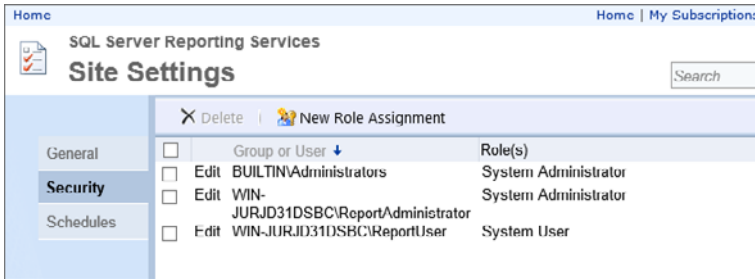 Home
Home | My Subscriptions
SQL Server Reporting Services
Site Settings
Search
Delete | New Role Assignment
General
Security
Schedules
Group or User Role(s)
Edit BUILTIN\Administrators System Administrator
Edit WIN-JURJD31DSBC\ReportAdministrator System Administrator
Edit WIN-JURJD31DSBC\ReportUser System User